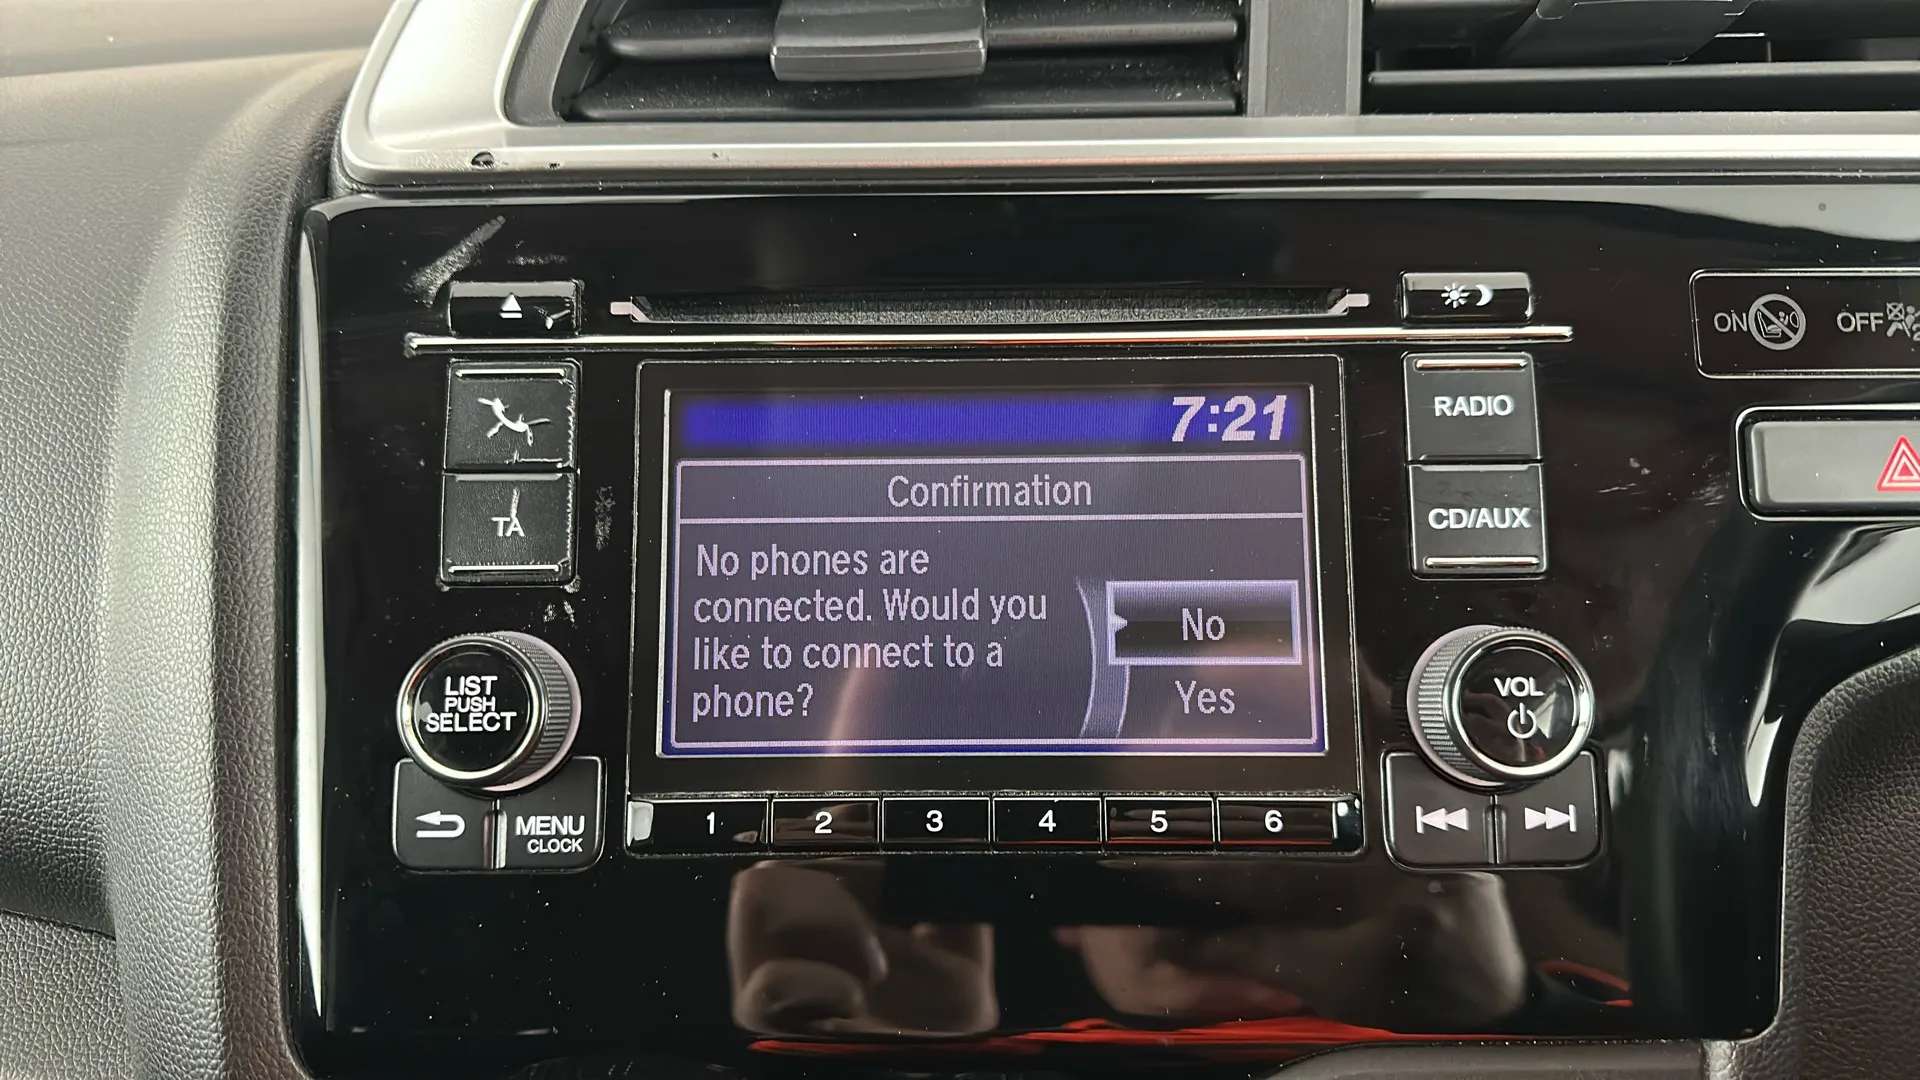 ON OFF
RADIO
7:21
Confirmation
TA
CD/AUX
No phones are
connected. Would you
like to connect to a
phone?
No
Yes
LIST
PUSH
SELECT
VOL
MENU
CLOCK
1 2 3 4 5 6